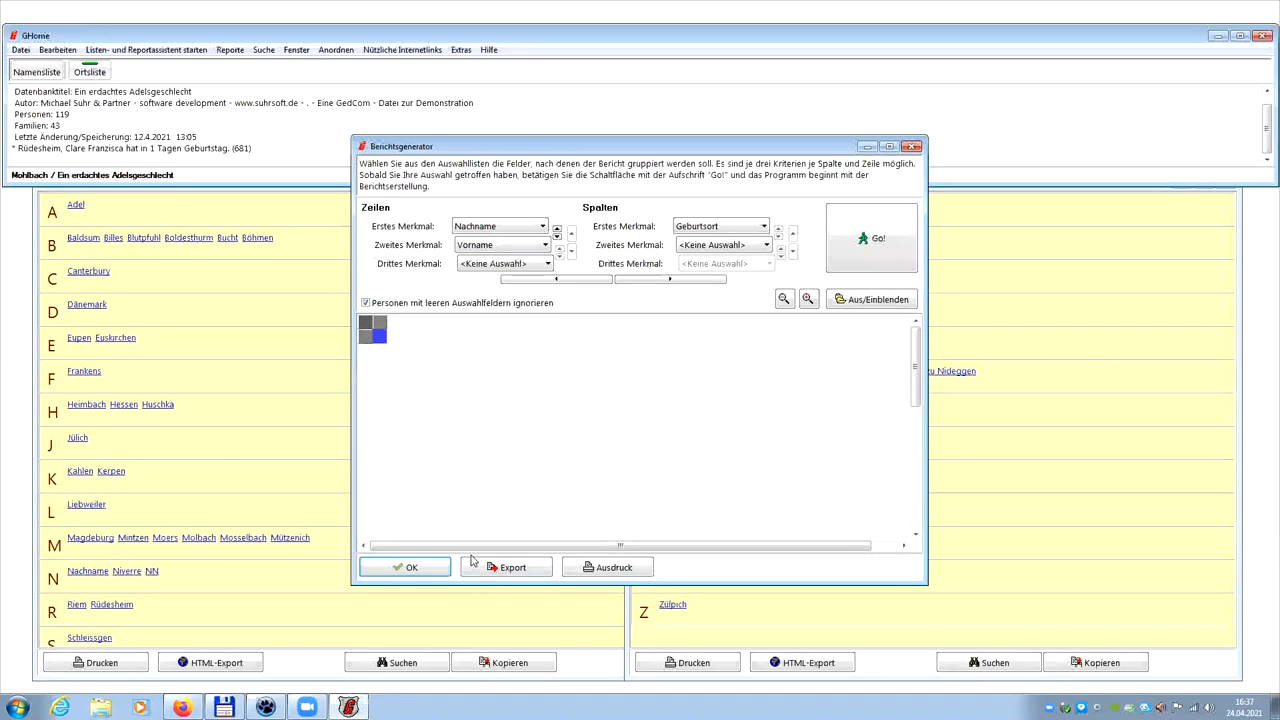 GHome
Datei Bearbeiten Listen- und Reportassistent starten Reporte Suche Fenster Anordnen Nützliche Internetlinks Extras Hilfe
Namensliste Ortsliste
Datenbanktitel: Ein erdachtes Adelsgeschlecht
Autor: Michael Suhr & Partner - software development - www.suhrsoft.de - . - Eine GedCom - Datei zur Demonstration
Personen: 119
Familien: 43
Letzte Änderung/Speicherung: 12.4.2021 13:05
* Rüdesheim, Clare Franzisca hat in 1 Tagen Geburtstag. (681)
Mohlbach / Ein erdachtes Adelsgeschlecht
Berichtsgenerator
Wählen Sie aus den Auswahllisten die Felder, nach denen der Bericht gruppiert werden soll. Es sind je drei Kriterien je Spalte und Zeile möglich.
Sobald Sie Ihre Auswahl getroffen haben, betätigen Sie die Schaltfläche mit der Aufschrift "Go!" und das Programm beginnt mit der
Berichtserstellung.
Zeilen Spalten
Erstes Merkmal: Nachname Erstes Merkmal: Geburtsort
Zweites Merkmal: Vorname Zweites Merkmal: <Keine Auswahl>
Drittes Merkmal: <Keine Auswahl> Drittes Merkmal: <Keine Auswahl>
Go!
Personen mit leeren Auswahlfeldern ignorieren
Aus/Einblenden
OK Export Ausdruck
A Adel
B Baldsum Billes Blutpfuhl Boldesthurm Bucht Böhmen
C Canterbury
D Dänemark
E Eupen Euskirchen
F Frankens
H Heimbach Hessen Huschka
J Jülich
K Kahlen Kerpen
L Liebweiler
M Magdeburg Mintzen Moers Molbach Mosselbach Mützenich
N Nachname Niverre NN
R Riem Rüdesheim
S Schleissgen
zu Nideggen
Z Zülpich
Drucken HTML-Export Suchen Kopieren
Drucken HTML-Export Suchen Kopieren
16:37
24.04.2021